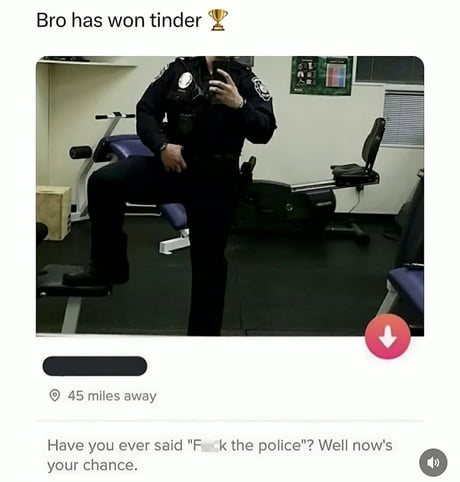 Bro has won tinder 🏆
45 miles away
Have you ever said "F k the police"? Well now's
your chance.